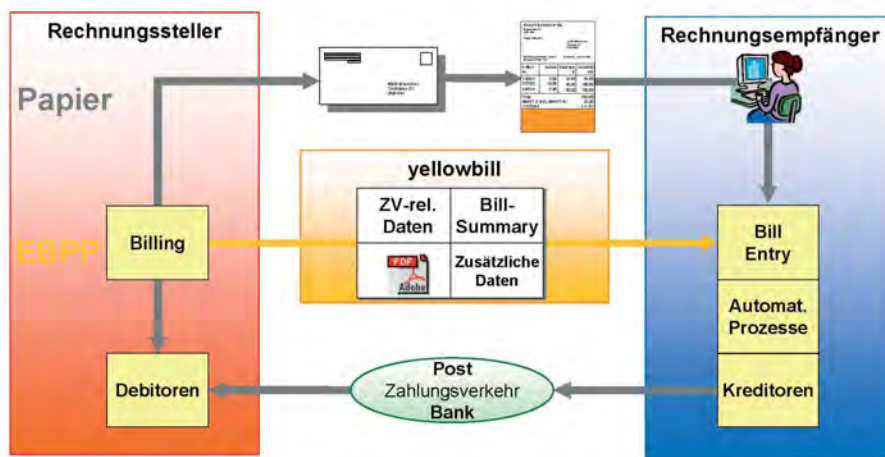 Rechnungssteller
Rechnungsempfänger
Papier
yellowbill
ZV-rel.
Daten
Bill-
Summary
EBPP
Billing
PDF
Adobe
Zusätzliche
Daten
Bill
Entry
Automat.
Prozesse
Debitoren
Post
Zahlungsverkehr
Bank
Kreditoren